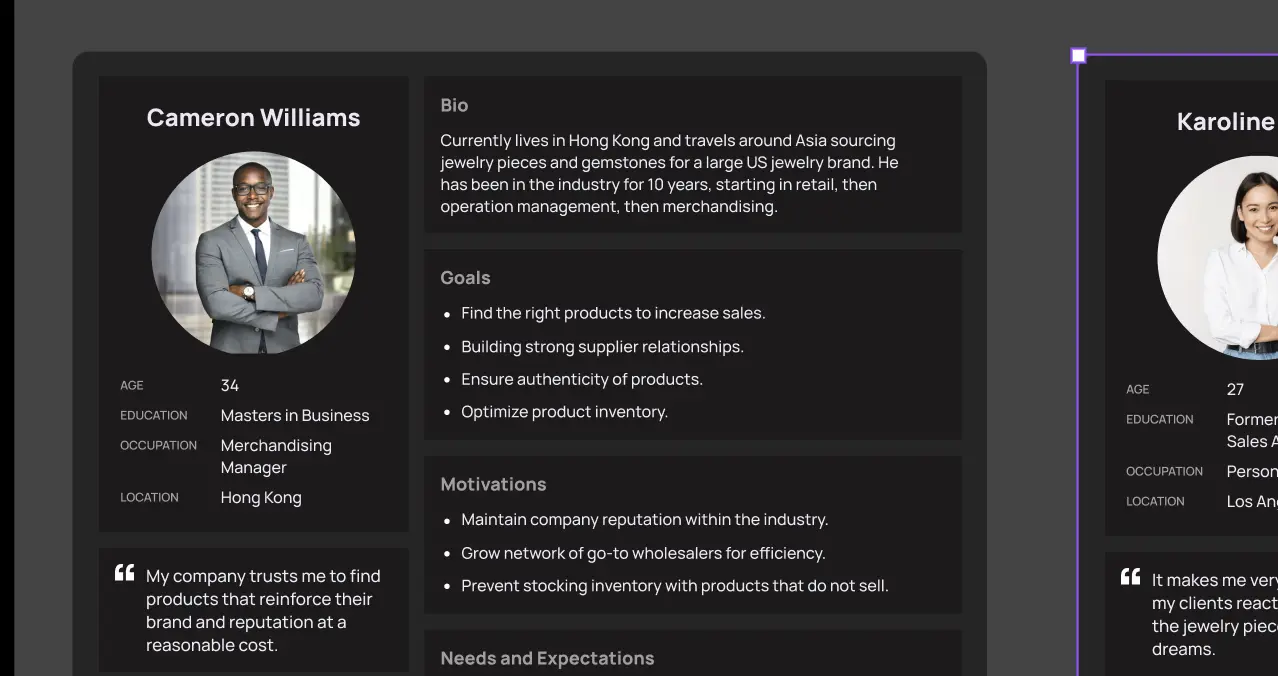 Cameron Williams
AGE 34
EDUCATION Masters in Business
OCCUPATION Merchandising
Manager
LOCATION Hong Kong
“ My company trusts me to find
products that reinforce their
brand and reputation at a
reasonable cost.
Bio
Currently lives in Hong Kong and travels around Asia sourcing
jewelry pieces and gemstones for a large US jewelry brand. He
has been in the industry for 10 years, starting in retail, then
operation management, then merchandising.
Goals
• Find the right products to increase sales.
• Building strong supplier relationships.
• Ensure authenticity of products.
• Optimize product inventory.
Motivations
• Maintain company reputation within the industry.
• Grow network of go-to wholesalers for efficiency.
• Prevent stocking inventory with products that do not sell.
Needs and Expectations
Karoline
AGE 27
EDUCATION
Sales
OCCUPATION
LOCATION Los
“ It makes me very
my clients react
the jewelry
dreams.